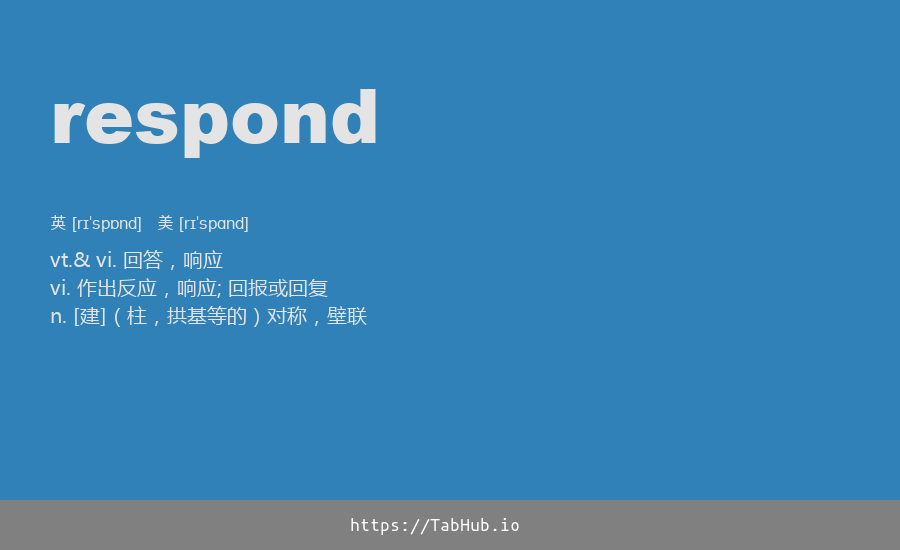 respond
英 [rɪˈspɒnd] 美 [rɪˈspɑnd]
vt.& vi. 回答，响应
vi. 作出反应，响应; 回报或回复
n. [建]（柱，拱基等的）对称，壁联
https://TabHub.io